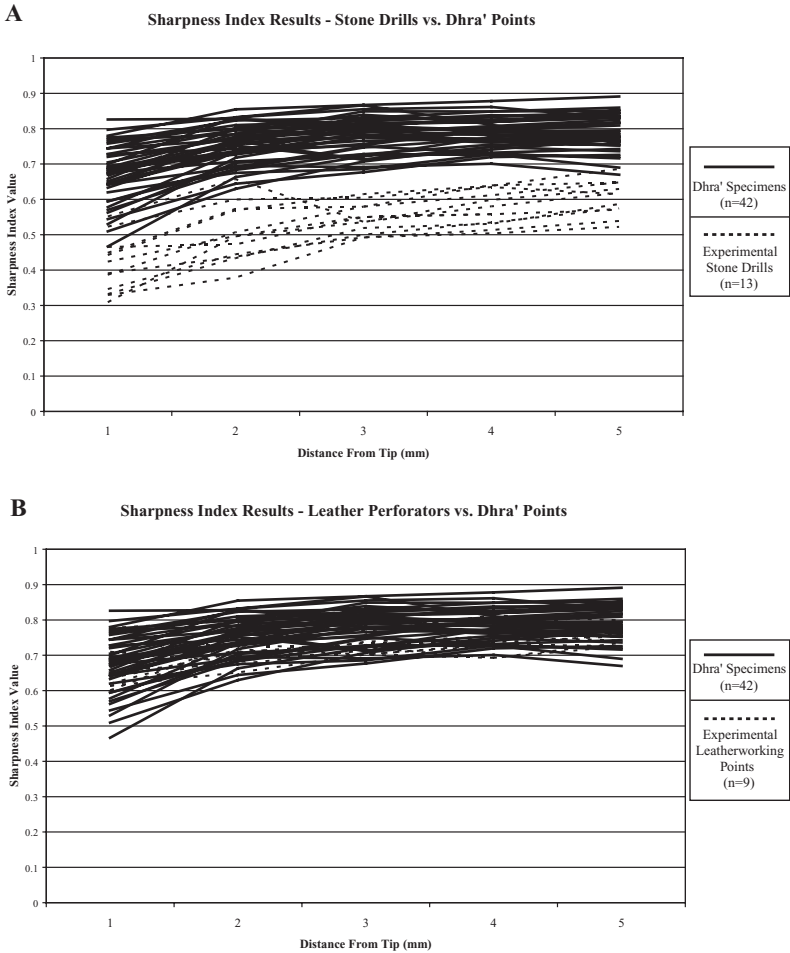 A
Sharpness Index Results - Stone Drills vs. Dhra' Points
1
0.9
0.8
0.7
0.6
0.5
0.4
0.3
0.2
0.1
0
Sharpness Index Value
1 2 3 4 5
Distance From Tip (mm)
Dhra' Specimens
(n=42)
Experimental
Stone Drills
(n=13)
B
Sharpness Index Results - Leather Perforators vs. Dhra' Points
1
0.9
0.8
0.7
0.6
0.5
0.4
0.3
0.2
0.1
0
Sharpness Index Value
1 2 3 4 5
Distance From Tip (mm)
Dhra' Specimens
(n=42)
Experimental
Leatherworking
Points
(n=9)